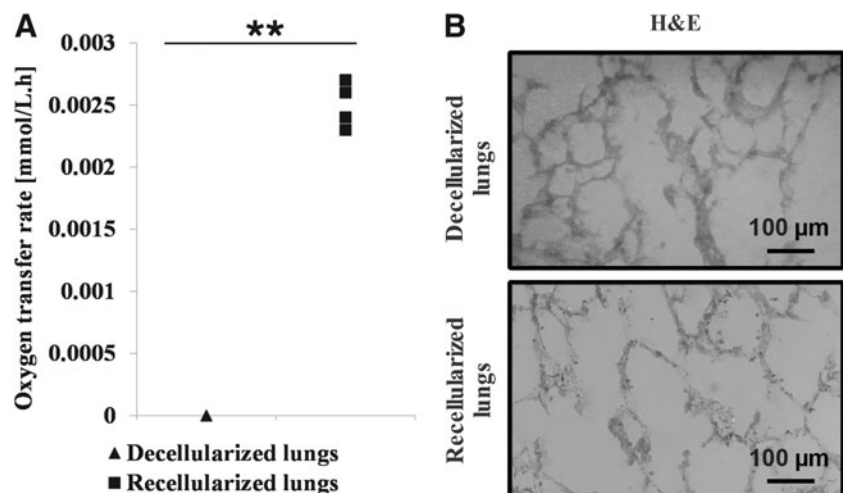 A
**
Oxygen transfer rate [mmol/L.h]
0.003
0.0025
0.002
0.0015
0.001
0.0005
0
▲ Decellularized lungs
■ Recellularized lungs
B
H&E
Decellularized
lungs
100 µm
Recellularized
lungs
100 µm